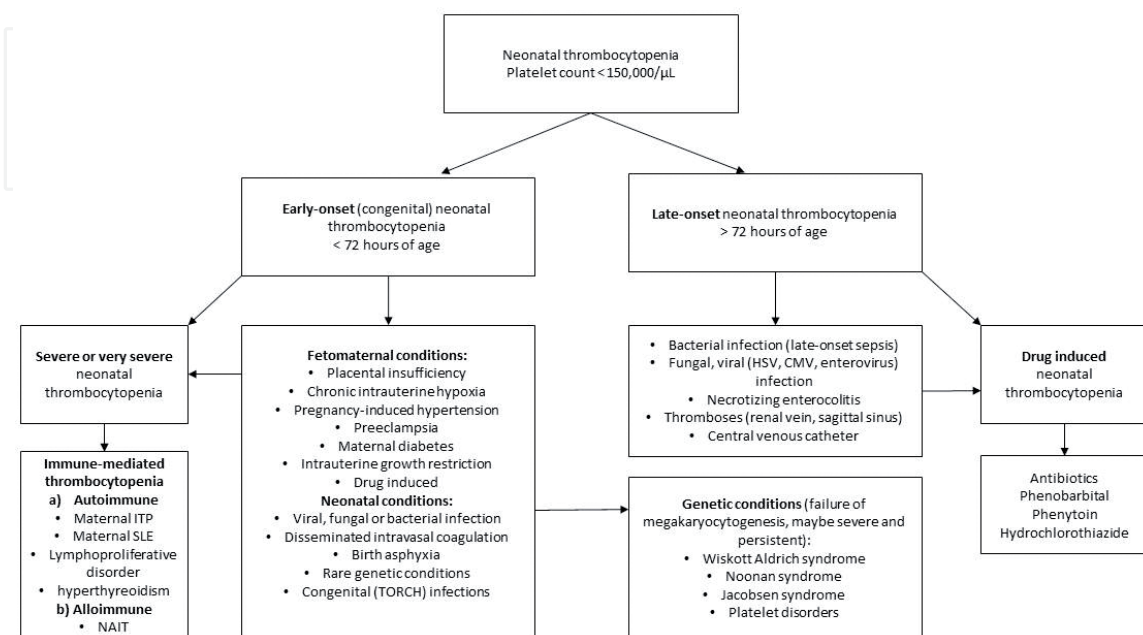 Neonatal thrombocytopenia
Platelet count <150,000/µL
Early-onset (congenital) neonatal
thrombocytopenia
< 72 hours of age
Late-onset neonatal thrombocytopenia
> 72 hours of age
Severe or very severe
neonatal
thrombocytopenia
Fetomaternal conditions:
• Placental insufficiency
• Chronic intrauterine hypoxia
• Pregnancy-induced hypertension
• Preeclampsia
• Maternal diabetes
• Intrauterine growth restriction
• Drug induced
Neonatal conditions:
• Viral, fungal or bacterial infection
• Disseminated intravasal coagulation
• Birth asphyxia
• Rare genetic conditions
• Congenital (TORCH) infections
• Bacterial infection (late-onset sepsis)
• Fungal, viral (HSV, CMV, enterovirus)
infection
• Necrotizing enterocolitis
• Thromboses (renal vein, sagittal sinus)
• Central venous catheter
Drug induced
neonatal
thrombocytopenia
Immune-mediated
thrombocytopenia
a) Autoimmune
• Maternal ITP
• Maternal SLE
• Lymphoproliferative
disorder
• hyperthyreoidism
b) Alloimmune
• NAIT
Genetic conditions (failure of
megakaryocytogenesis, maybe severe and
persistent):
• Wiskott Aldrich syndrome
• Noonan syndrome
• Jacobsen syndrome
• Platelet disorders
Antibiotics
Phenobarbital
Phenytoin
Hydrochlorothiazide